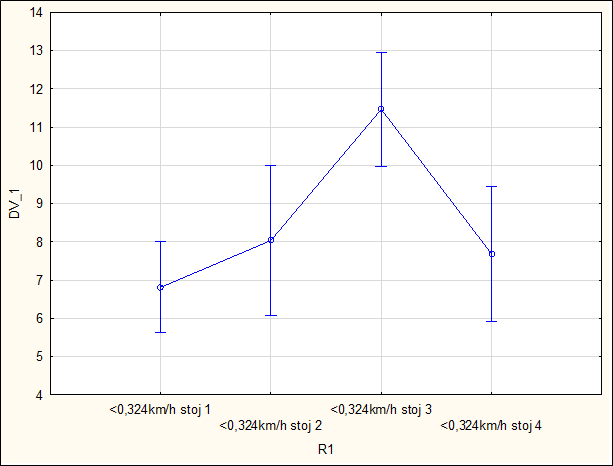 14
13
12
11
10
9
8
7
6
5
4
DV_1
<0,324km/h stoj 1
<0,324km/h stoj 2
<0,324km/h stoj 3
<0,324km/h stoj 4
R1